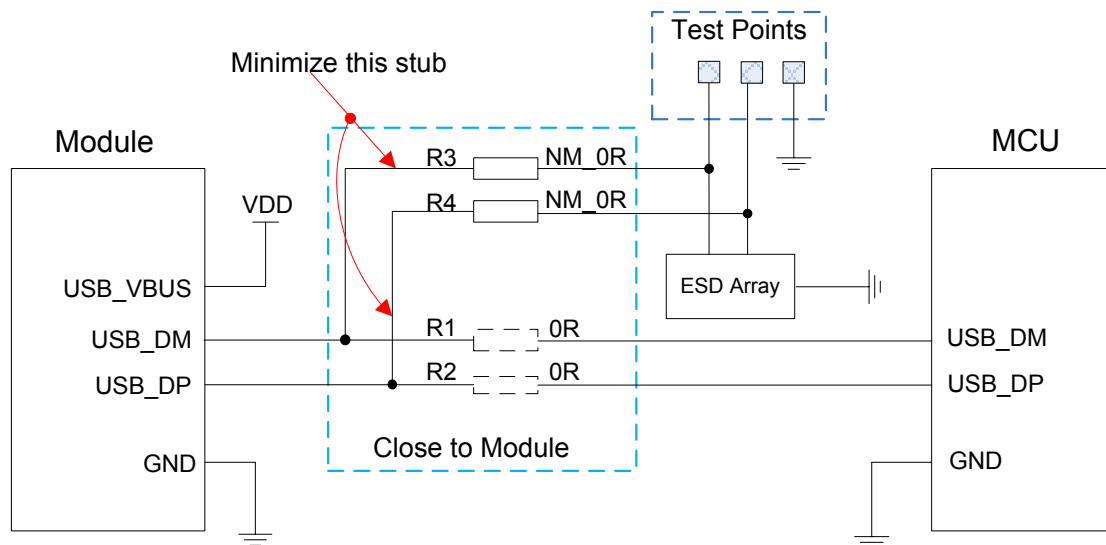 Test Points
Minimize this stub
Module
MCU
R3 NM_0R
R4 NM_0R
VDD
USB_VBUS
ESD Array
USB_DM
R1 0R
USB_DM
USB_DP
R2 0R
USB_DP
Close to Module
GND
GND